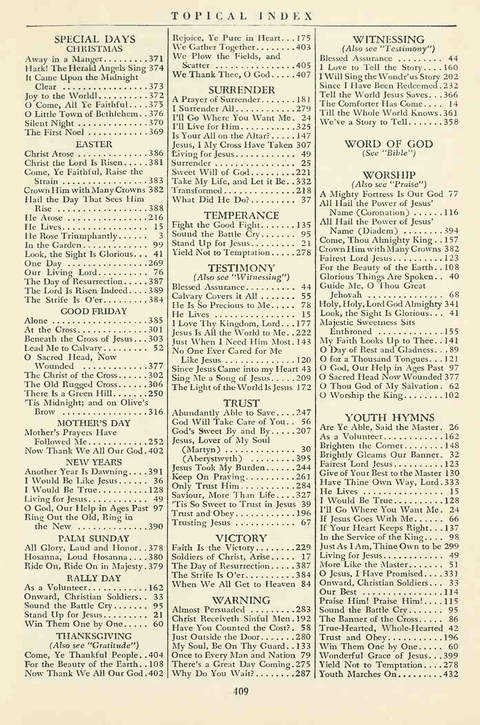 TOPICAL INDEX
SPECIAL DAYS
CHRISTMAS
Away in a Manger.........371
Hark! The Herald Angels Sing 374
It Came Upon the Midnight
Clear ..................373
Joy to the World!..........372
O Come, All Ye Faithful....375
O Little Town of Bethlehem..376
Silent Night ..............370
The First Noel ............369
EASTER
Christ Arose ..............386
Christ the Lord Is Risen.....381
Come, Ye Faithful, Raise the
Strain ..................383
Crown Him with Many Crowns 382
Hail the Day That Sees Him
Rise ...................388
He Arose .................216
He Lives.................. 15
He Rose Triumphantly...... 3
In the Garden............. 99
Look, the Sight Is Glorious... 41
One Day .................269
Our Living Lord........... 76
The Day of Resurrection.....387
The Lord Is Risen Indeed....389
The Strife Is O'er..........384
GOOD FRIDAY
Alone ....................385
At the Cross..............301
Beneath the Cross of Jesus...303
Lead Me to Calvary........ 52
O Sacred Head, Now
Wounded ..............377
The Christ of the Cross......302
The Old Rugged Cross......306
There Is a Green Hill.......250
'Tis Midnight; and on Olive's
Brow ..................316
MOTHER'S DAY
Mother's Prayers Have
Followed Me............252
Now Thank We All Our God.402
NEW YEARS
Another Year Is Dawning....391
I Would Be Like Jesus...... 36
I Would Be True...........128
Living for Jesus............ 49
O God, Our Help in Ages Past 97
Ring Out the Old, Ring in
the New ...............390
PALM SUNDAY
All Glory, Laud and Honor..378
Hosanna, Loud Hosanna....380
Ride On, Ride On in Majesty.379
RALLY DAY
As a Volunteer.............162
Onward, Christian Soldiers.. 33
Sound the Battle Cry....... 95
Stand Up for Jesus......... 21
Win Them One by One..... 60
THANKSGIVING
(Also see "Gratitude")
Come, Ye Thankful People..404
For the Beauty of the Earth..108
Now Thank We All Our God.402
Rejoice, Ye Pure in Heart...175
We Gather Together........403
We Plow the Fields, and
Scatter .................405
We Thank Thee, O God.....407
SURRENDER
A Prayer of Surrender.......181
I Surrender All............279
I'll Go Where You Want Me. 24
I'll Live for Him...........325
Is Your All on the Altar?....147
Jesus, I My Cross Have Taken 307
Living for Jesus............ 49
Surrender ................ 25
Sweet Will of God.........221
Take My Life, and Let it Be..332
Transformed ..............218
What Did He Do?......... 37
TEMPERANCE
Fight the Good Fight.......135
Sound the Battle Cry....... 95
Stand Up for Jesus......... 21
Yield Not to Temptation....278
TESTIMONY
(Also see "Witnessing")
Blessed Assurance.......... 44
Calvary Covers it All....... 55
He Is So Precious to Me..... 78
He Lives ................. 15
I Love Thy Kingdom, Lord...177
Jesus Is All the World to Me..222
Just When I Need Him Most.143
No One Ever Cared for Me
Like Jesus ..............120
Since Jesus Came into my Heart 43
Sing Me a Song of Jesus.....209
The Light of the World Is Jesus 172
TRUST
Abundantly Able to Save....247
God Will Take Care of You.. 56
God's Sweet By and By.....207
Jesus, Lover of My Soul
(Martyn) .............. 30
(Aberystwyth) ..........395
Jesus Took My Burden......244
Keep On Praying..........261
Only Trust Him...........284
Saviour, More Than Life....327
'Tis So Sweet to Trust in Jesus 39
Trust and Obey............196
Trusting Jesus ............ 67
VICTORY
Faith Is the Victory.........229
Soldiers of Christ, Arise..... 17
The Day of Resurrection.....387
The Strife Is O'er..........384
When We All Get to Heaven 84
WARNING
Almost Persuaded ..........283
Christ Receiveth Sinful Men.192
Have You Counted the Cost?. 58
Just Outside the Door.......280
My Soul, Be On Thy Guard..133
Once to Every Man and Nation 79
There's a Great Day Coming.275
Why Do You Wait?........287
WITNESSING
(Also see "Testimony")
Blessed Assurance ......... 44
I Love to Tell the Story.....160
I Will Sing the Wondr'us Story 202
Since I Have Been Redeemed.232
Tell the World Jesus Saves....366
The Comforter Has Come.... 14
Till the Whole World Knows.361
We've a Story to Tell.......358
WORD OF GOD
(See "Bible")
WORSHIP
(Also see "Praise")
A Mighty Fortress Is Our God 77
All Hail the Power of Jesus'
Name (Coronation) ......116
All Hail the Power of Jesus'
Name (Diadem) .........394
Come, Thou Almighty King..157
Crown Him with Many Crowns 382
Fairest Lord Jesus..........123
For the Beauty of the Earth..108
Glorious Things Are Spoken.. 40
Guide Me, O Thou Great
Jehovah ............... 68
Holy, Holy, Lord God Almighty 341
Look, the Sight Is Glorious... 41
Majestic Sweetness Sits
Enthroned ..............155
My Faith Looks Up to Thee..141
O Day of Rest and Gladness...89
O for a Thousand Tongues...121
O God, Our Help in Ages Past 97
O Sacred Head Now Wounded 377
O Thou God of My Salvation. 62
O Worship the King........102
YOUTH HYMNS
Are Ye Able, Said the Master. 26
As a Volunteer.............162
Brighten the Corner........148
Brightly Gleams Our Banner. 32
Fairest Lord Jesus..........123
Give of Your Best to the Master 130
Have Thine Own Way, Lord.333
He Lives ................. 15
I Would Be True...........128
I'll Go Where You Want Me. 24
If Jesus Goes With Me...... 66
If Your Heart Keeps Right...137
In the Service of the King.... 98
Just As I Am, Thine Own to be 299
Living for Jesus............ 49
More Like the Master....... 51
O Jesus, I Have Promised....331
Onward, Christian Soldiers... 33
Our Best .................114
Praise Him! Praise Him!.....115
Sound the Battle Cry....... 95
The Banner of the Cross..... 86
True-Hearted, Whole-Hearted 42
Trust and Obey............196
Win Them One by One..... 60
Wonderful Grace of Jesus...399
Yield Not to Temptation....278
Youth Marches On.........432
409